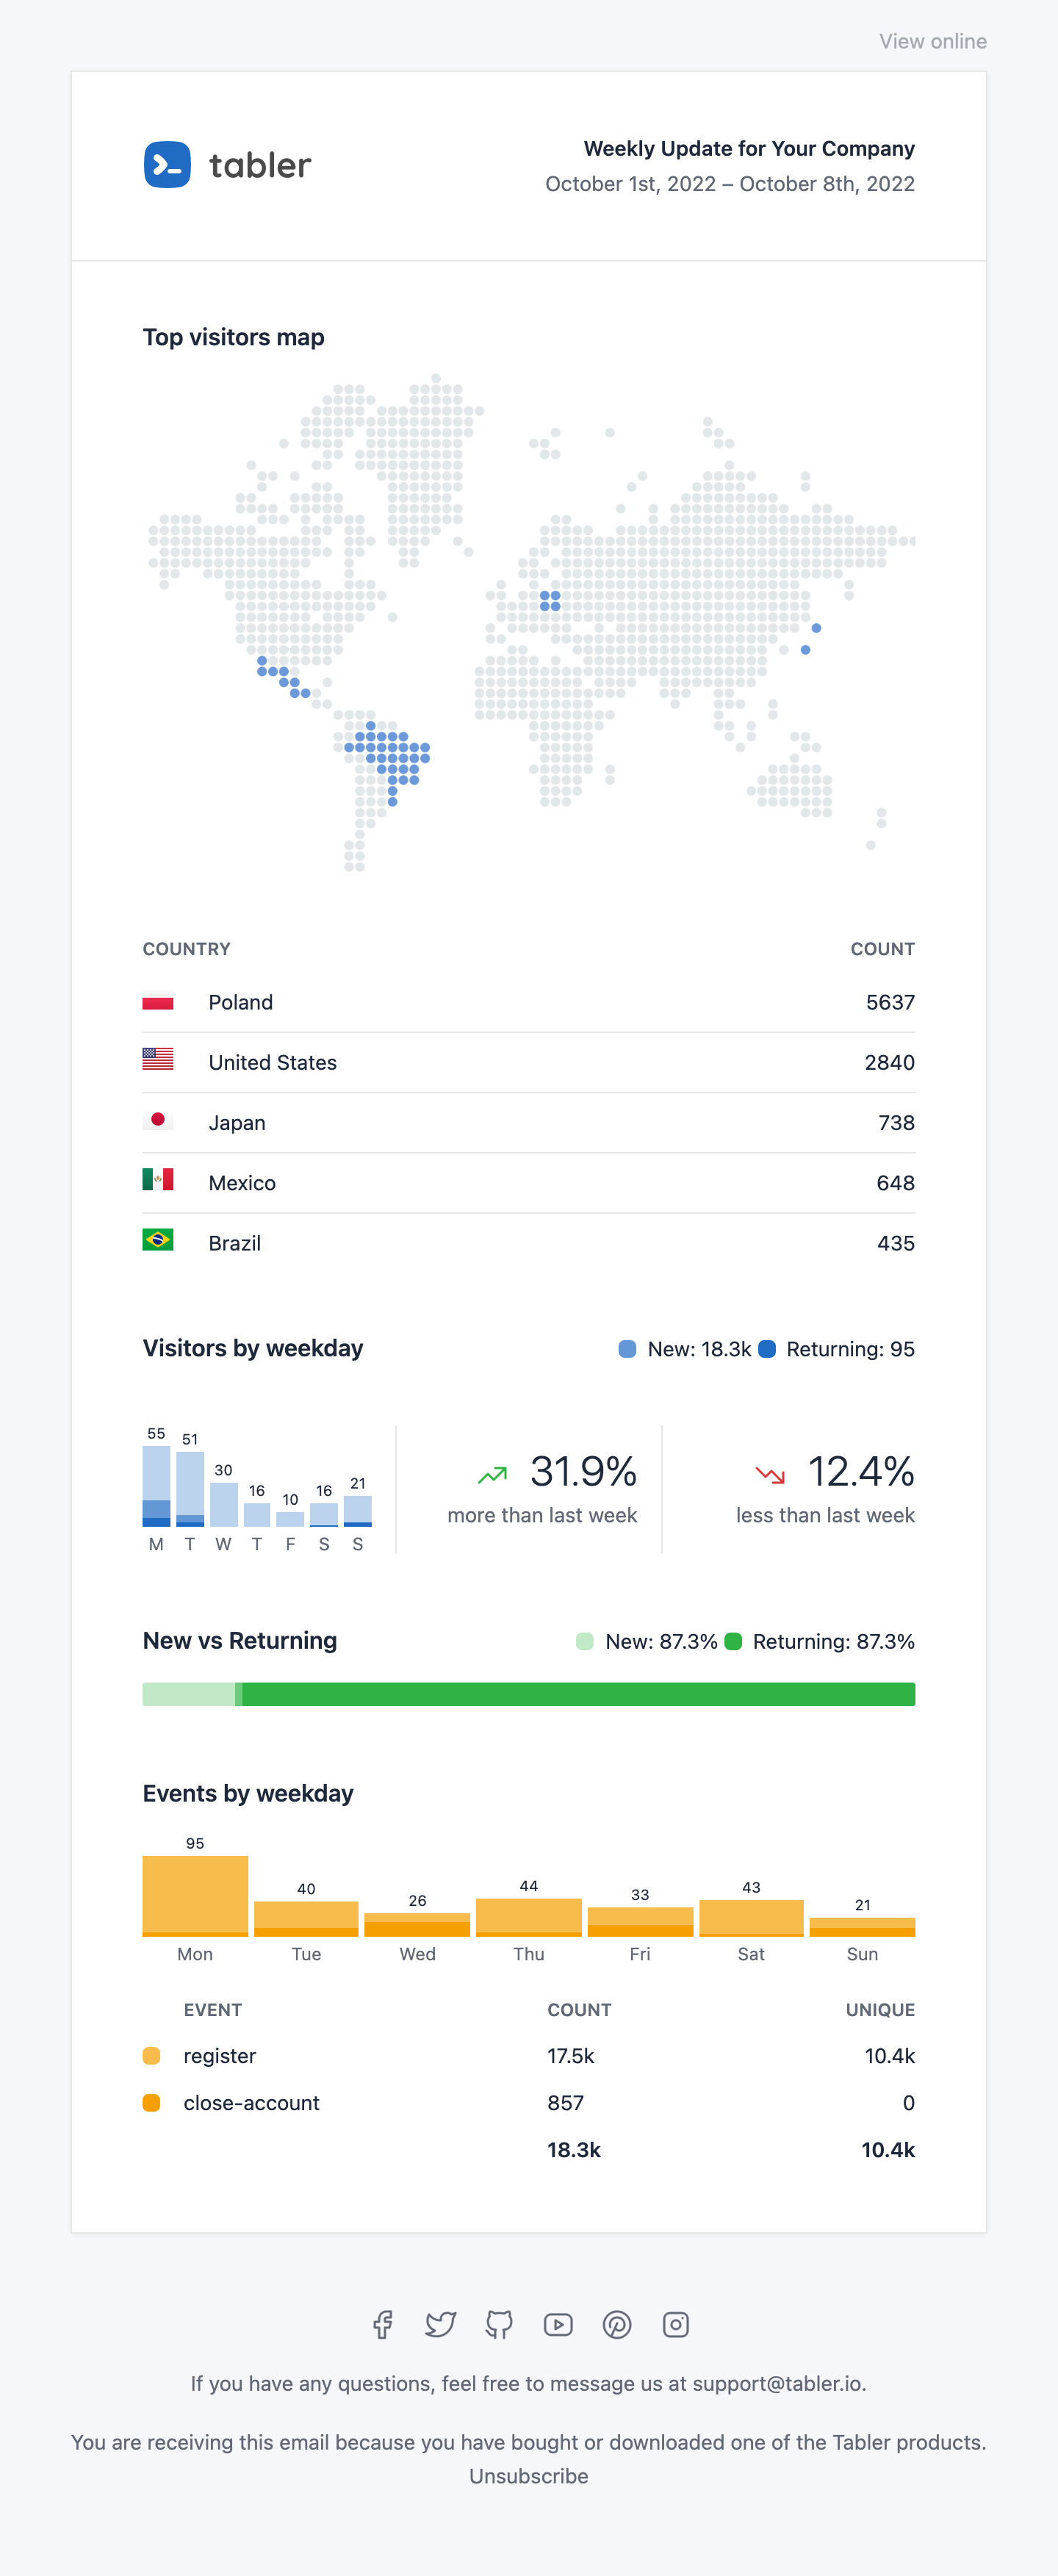 View online
tabler
Weekly Update for Your Company
October 1st, 2022 – October 8th, 2022
Top visitors map
COUNTRY COUNT
Poland 5637
United States 2840
Japan 738
Mexico 648
Brazil 435
Visitors by weekday New: 18.3k Returning: 95
55 51 30 16 10 16 21
M T W T F S S
31.9%
more than last week
12.4%
less than last week
New vs Returning New: 87.3% Returning: 87.3%
Events by weekday
95 40 26 44 33 43 21
Mon Tue Wed Thu Fri Sat Sun
EVENT COUNT UNIQUE
register 17.5k 10.4k
close-account 857 0
18.3k 10.4k
If you have any questions, feel free to message us at support@tabler.io.
You are receiving this email because you have bought or downloaded one of the Tabler products.
Unsubscribe